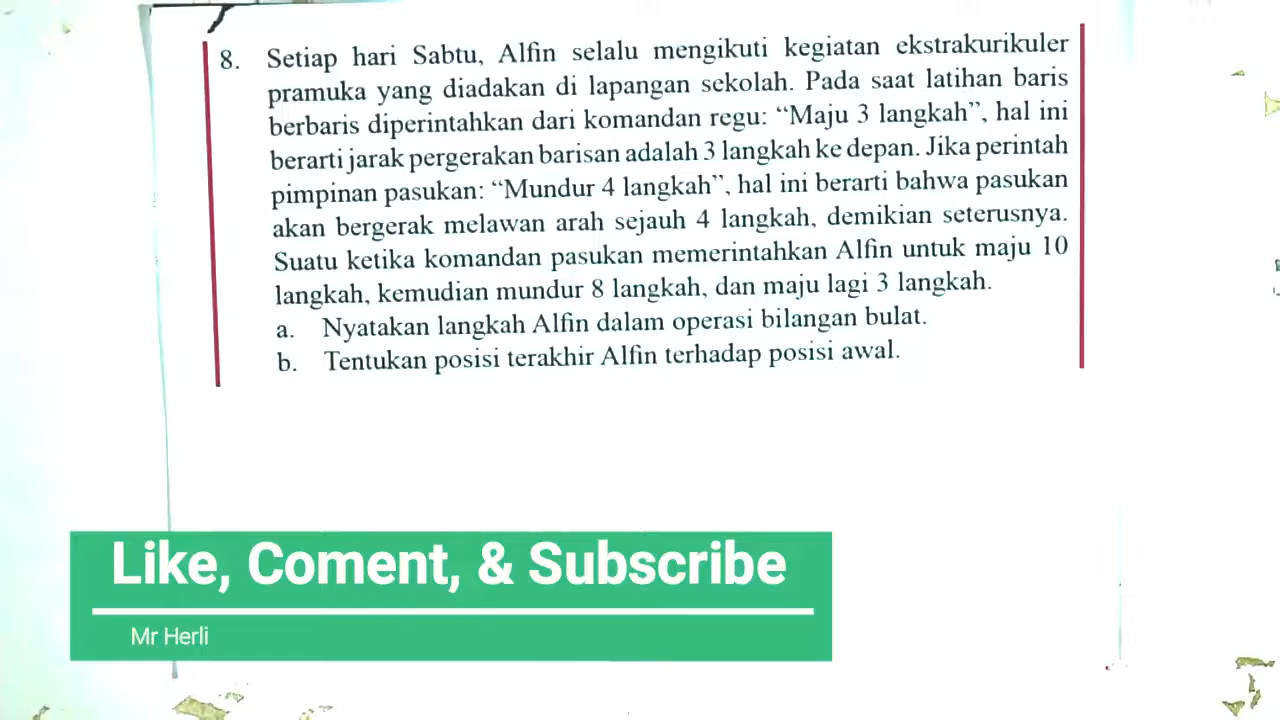 8. Setiap hari Sabtu, Alfin selalu mengikuti kegiatan ekstrakurikuler
pramuka yang diadakan di lapangan sekolah. Pada saat latihan baris
berbaris diperintahkan dari komandan regu: “Maju 3 langkah”, hal ini
berarti jarak pergerakan barisan adalah 3 langkah ke depan. Jika perintah
pimpinan pasukan: “Mundur 4 langkah”, hal ini berarti bahwa pasukan
akan bergerak melawan arah sejauh 4 langkah, demikian seterusnya.
Suatu ketika komandan pasukan memerintahkan Alfin untuk maju 10
langkah, kemudian mundur 8 langkah, dan maju lagi 3 langkah.
a. Nyatakan langkah Alfin dalam operasi bilangan bulat.
b. Tentukan posisi terakhir Alfin terhadap posisi awal.
Like, Coment, & Subscribe
Mr Herli